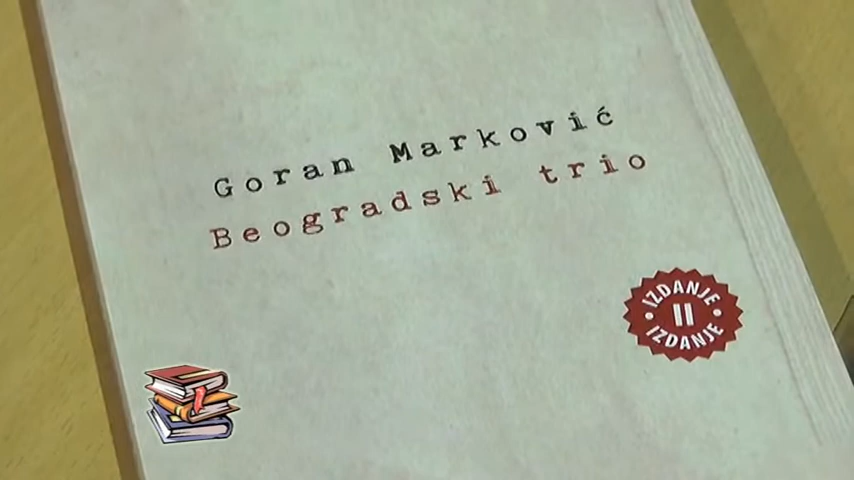 Goran Marković
Beogradski trio
IZDANJE
II
IZDANJE